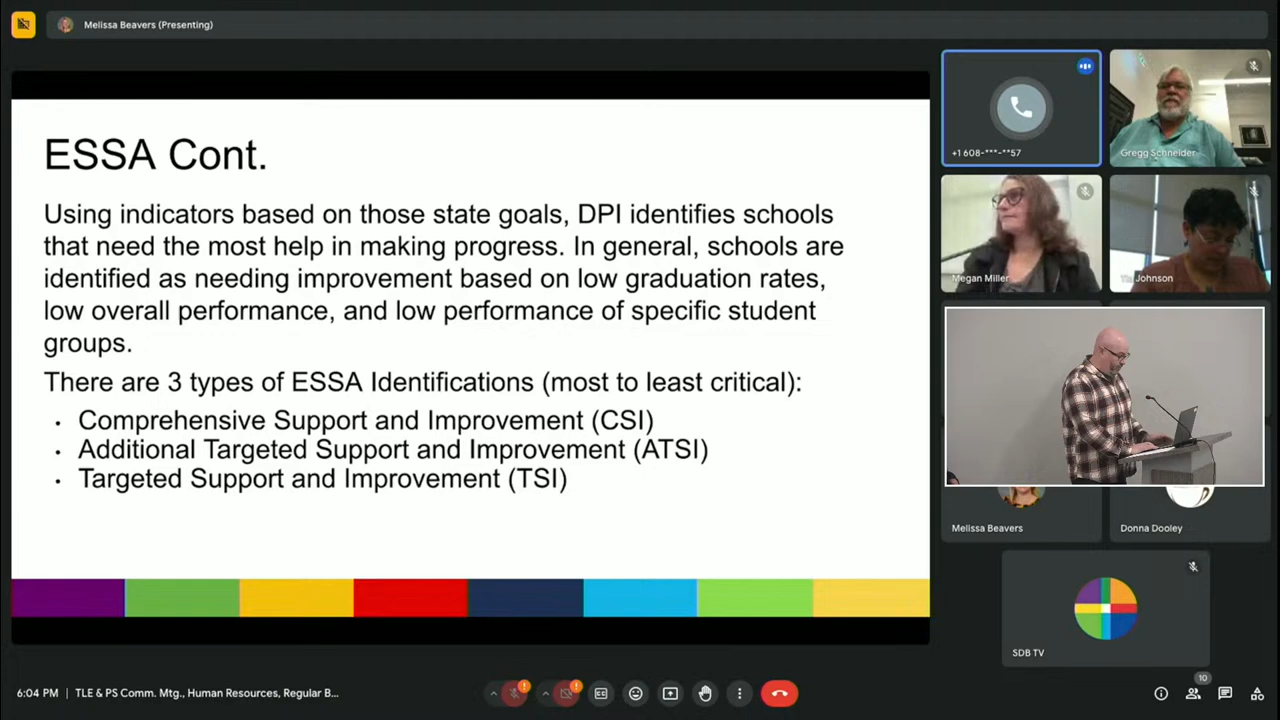 Melissa Beavers (Presenting)
ESSA Cont.
Using indicators based on those state goals, DPI identifies schools
that need the most help in making progress. In general, schools are
identified as needing improvement based on low graduation rates,
low overall performance, and low performance of specific student
groups.
There are 3 types of ESSA Identifications (most to least critical):
• Comprehensive Support and Improvement (CSI)
• Additional Targeted Support and Improvement (ATSI)
• Targeted Support and Improvement (TSI)
+1 608-***-**57
Gregg Schneider
Megan Miller
Tia Johnson
Melissa Beavers
Donna Dooley
SDB TV
6:04 PM | TLE & PS Comm. Mtg., Human Resources, Regular B...
10